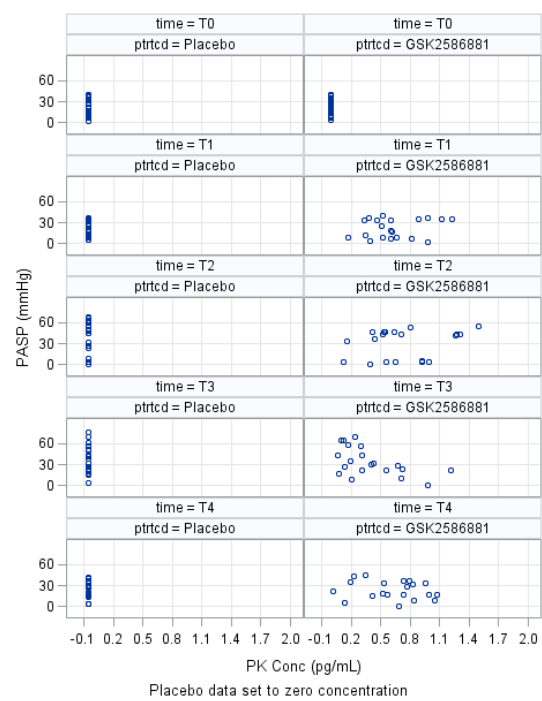 time = T0 time = T0
ptrtcd = Placebo ptrtcd = GSK2586881
60
30
0
time = T1 time = T1
ptrtcd = Placebo ptrtcd = GSK2586881
60
30
0
time = T2 time = T2
ptrtcd = Placebo ptrtcd = GSK2586881
60
30
0
time = T3 time = T3
ptrtcd = Placebo ptrtcd = GSK2586881
60
30
0
time = T4 time = T4
ptrtcd = Placebo ptrtcd = GSK2586881
60
30
0
PASP (mmHg)
-0.1 0.2 0.5 0.8 1.1 1.4 1.7 2.0 -0.1 0.2 0.5 0.8 1.1 1.4 1.7 2.0
PK Conc (pg/mL)
Placebo data set to zero concentration